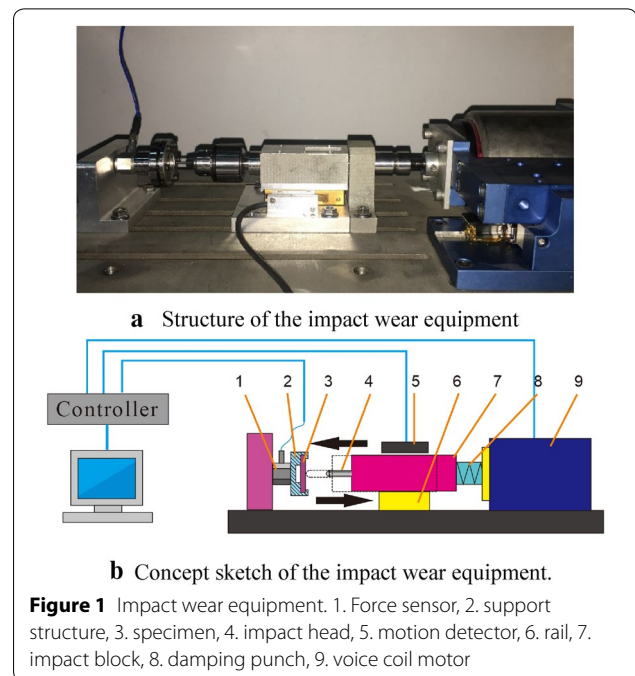 a Structure of the impact wear equipment
1 2 3 4 5 6 7 8 9
Controller
b Concept sketch of the impact wear equipment.
Figure 1 Impact wear equipment. 1. Force sensor, 2. support
structure, 3. specimen, 4. impact head, 5. motion detector, 6. rail, 7.
impact block, 8. damping punch, 9. voice coil motor